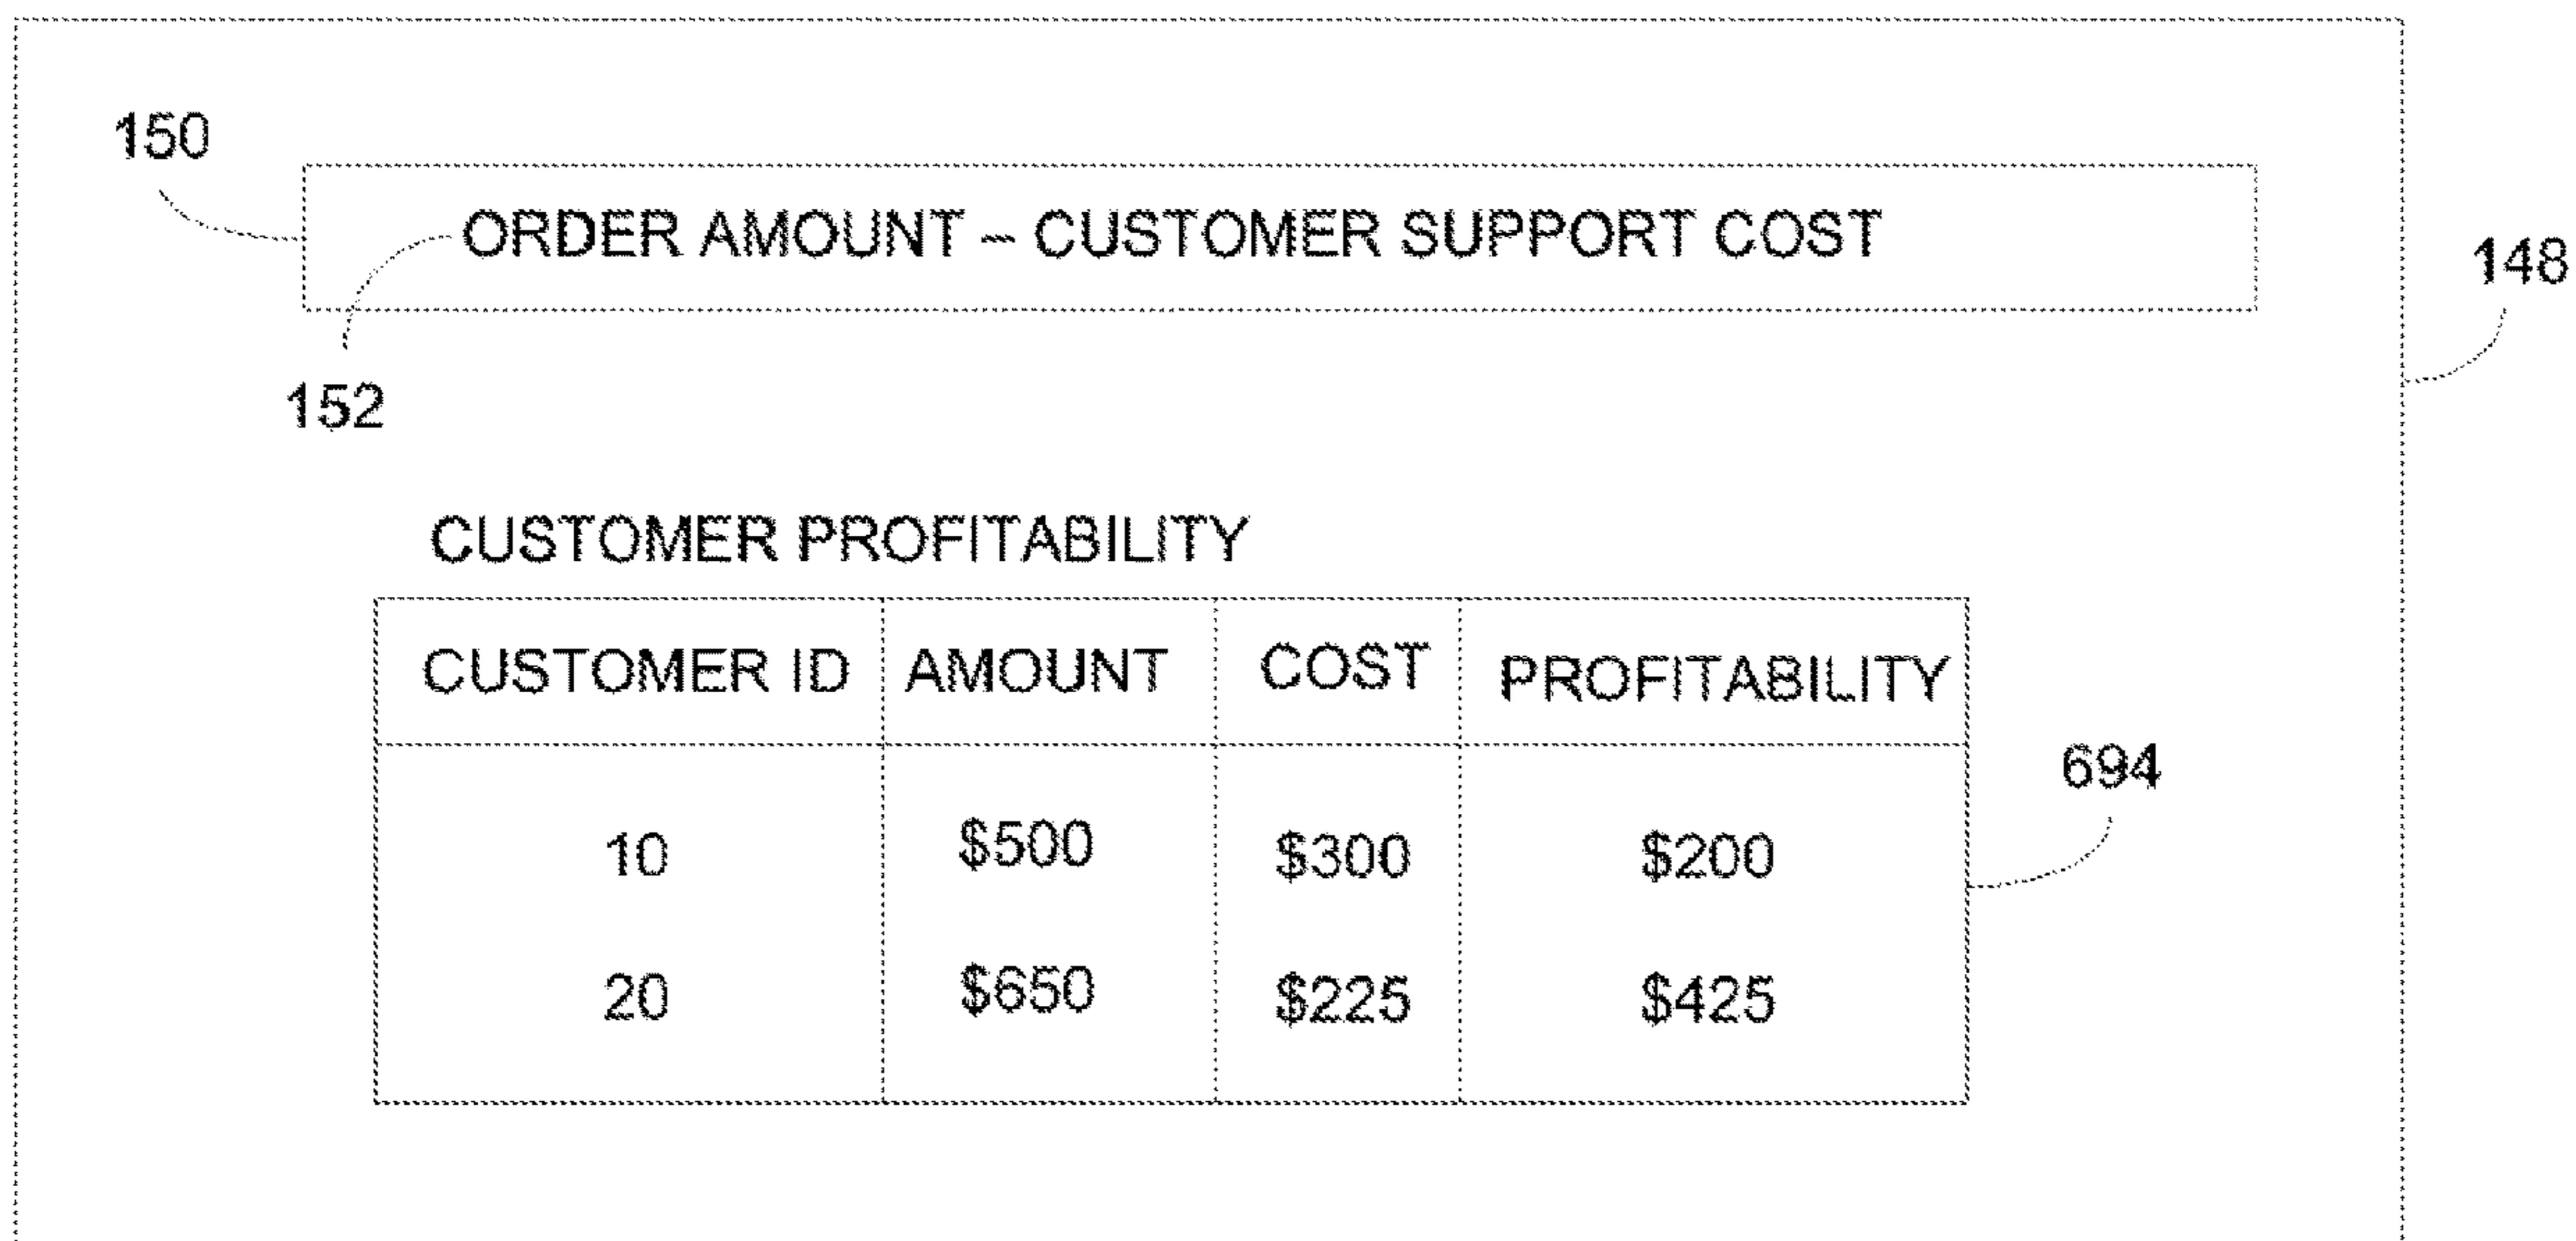 150
ORDER AMOUNT – CUSTOMER SUPPORT COST
148
152
CUSTOMER PROFITABILITY
CUSTOMER ID AMOUNT COST PROFITABILITY
694
10 $500 $300 $200
20 $650 $225 $425